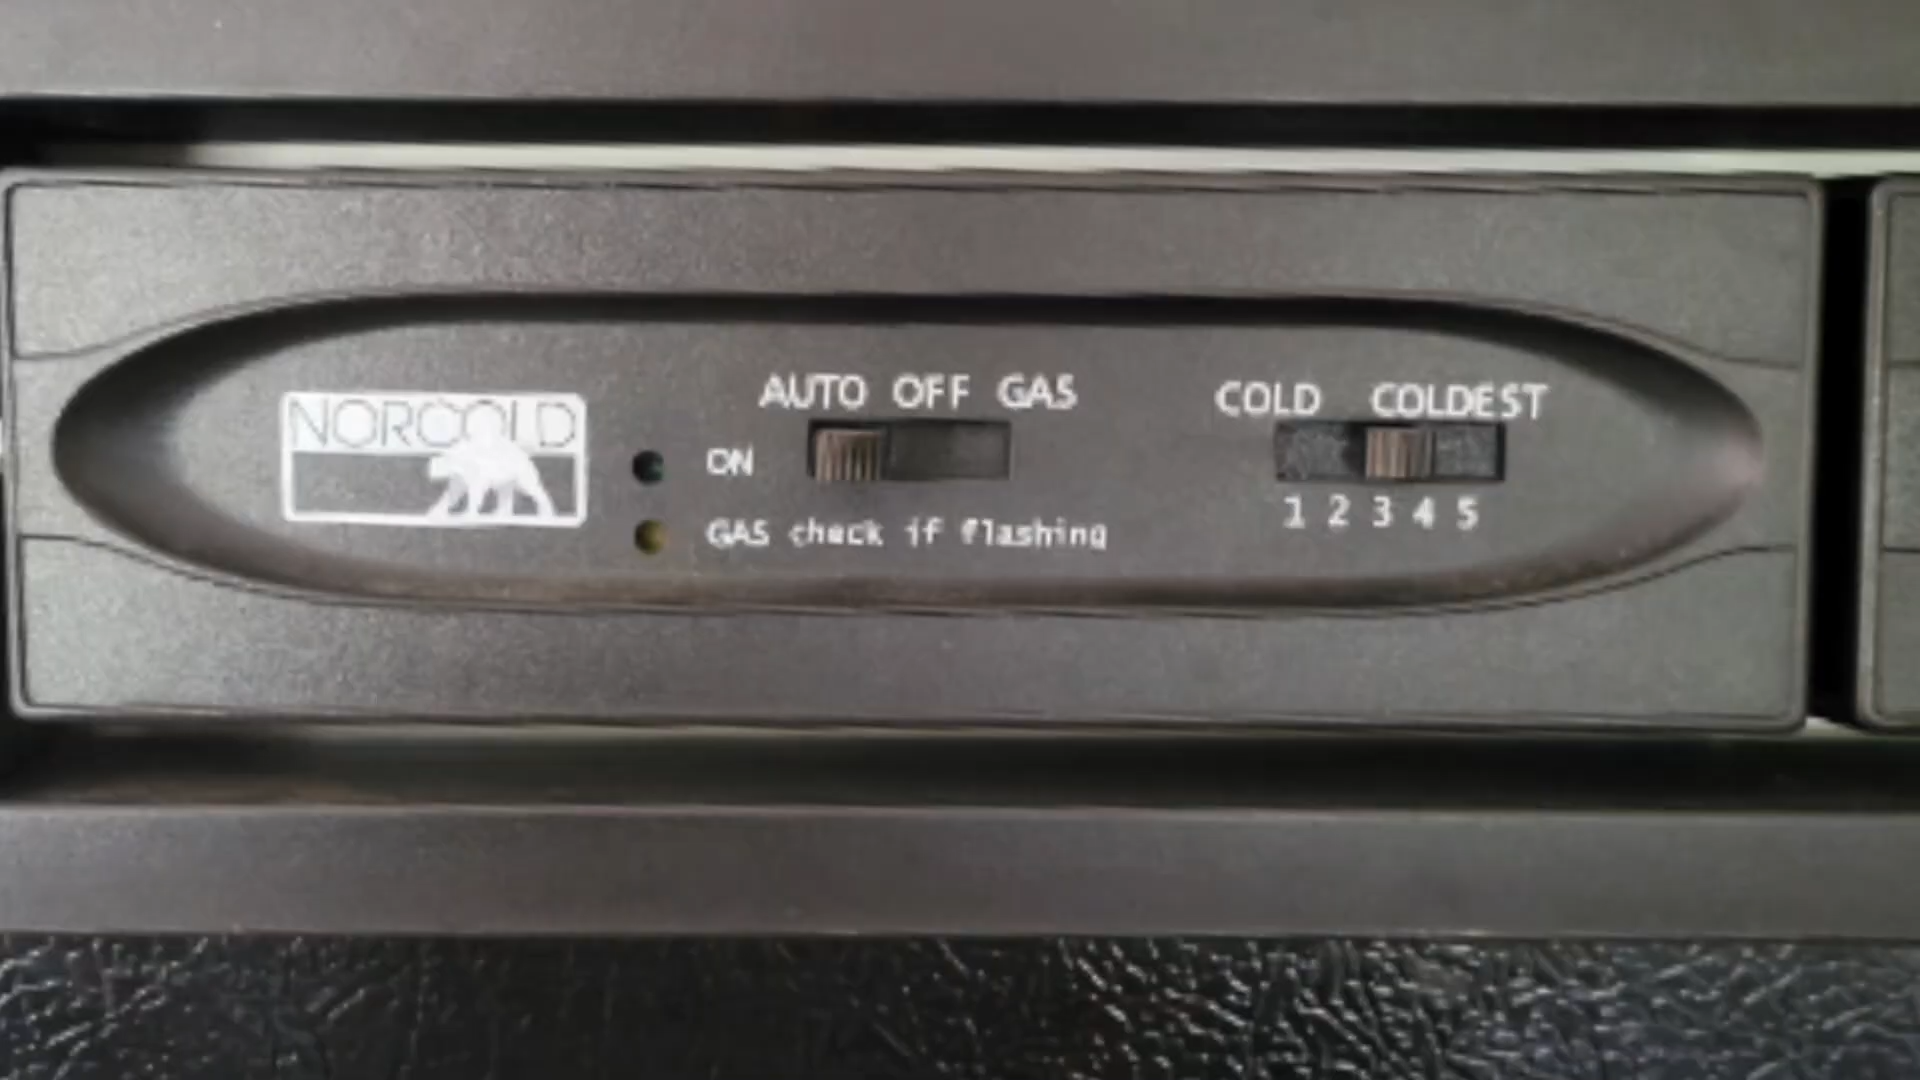 NORCOLD
AUTO OFF GAS
ON
GAS check if flashing
COLD COLDEST
1 2 3 4 5